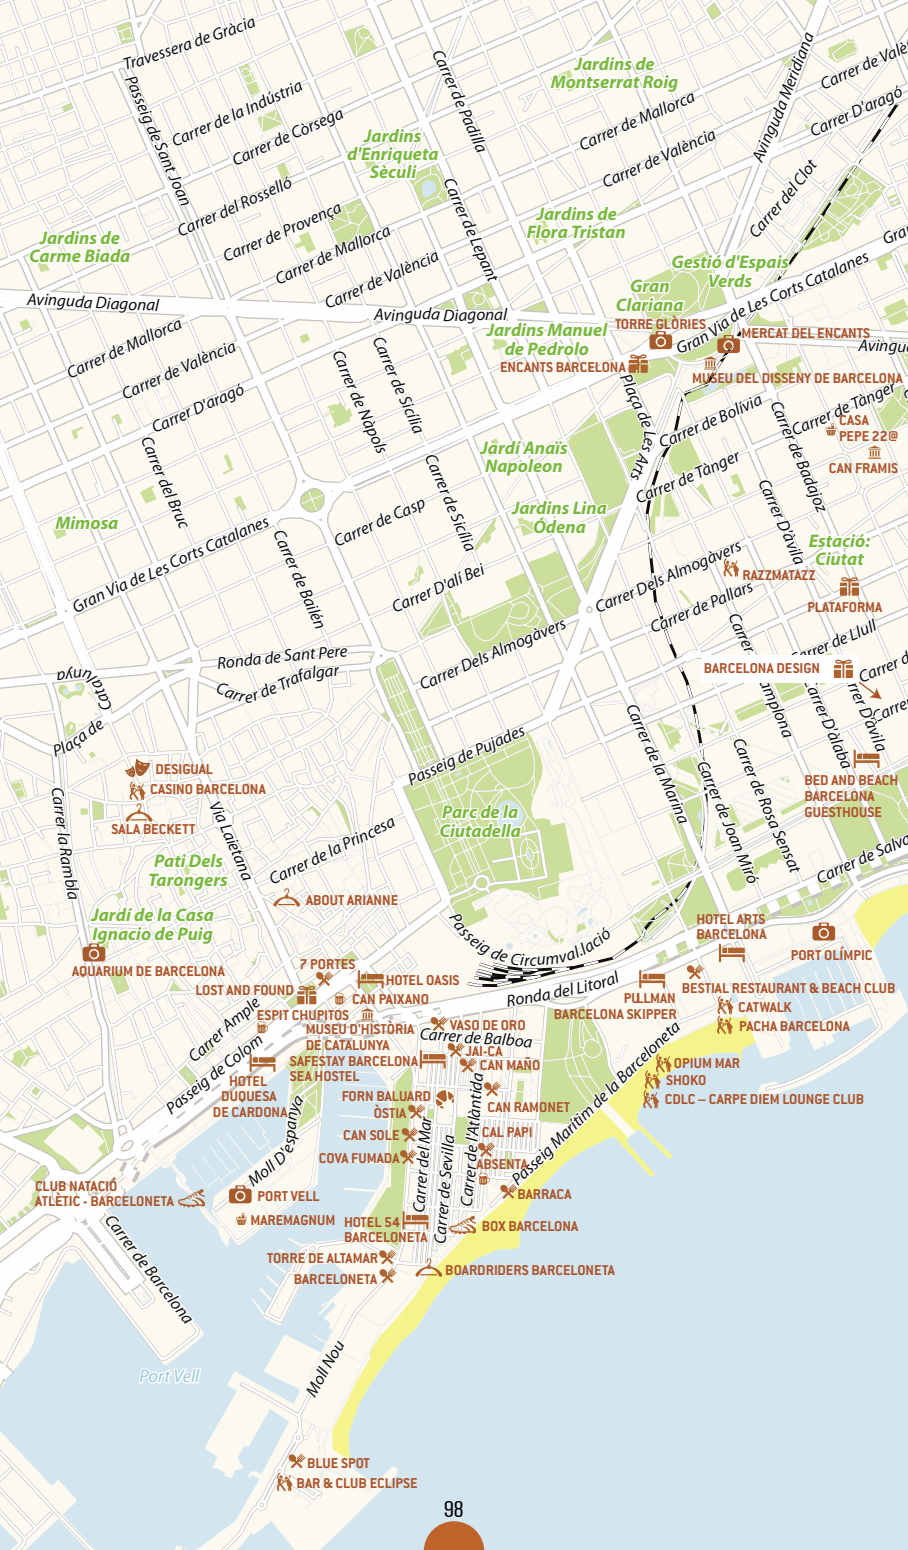 Travessera de Gràcia
Passeig de Sant Joan
Carrer de la Indústria
Carrer de Còrsega
Carrer del Rosselló
Carrer de Provença
Carrer de Mallorca
Carrer de València
Carrer de Padilla
Carrer de Lepant
Jardins
d'Enriqueta
Sèculi
Jardins de
Montserrat Roig
Carrer de Mallorca
Carrer de València
Avinguda Meridiana
Carrer de Valè
Carrer D'aragó
Carrer del Clot
Jardins de
Flora Tristan
Jardins de
Carme Biada
Gestió d'Espais
Verds
Gran
Clariana
Gran
Gran Via de Les Corts Catalanes
Avinguda Diagonal
Avinguda Diagonal
TORRE GLÒRIES
MERCAT DEL ENCANTS
Avingu
Jardins Manuel
de Pedrolo
ENCANTS BARCELONA
MUSEU DEL DISSENY DE BARCELONA
Carrer de Mallorca
Carrer de València
Carrer D'aragó
Carrer de Nàpols
Carrer de Sicília
Plaça de Les Arts
Carrer de Bolívia
Carrer de Tànger
Carrer de Tànger
Carrer de Badajoz
CASA
PEPE 22@
CAN FRAMIS
Carrer del Bruc
Jardí Anaïs
Napoleon
Carrer de Sicília
Carrer D'àvila
Mimosa
Gran Via de Les Corts Catalanes
Carrer de Casp
Jardins Lina
Òdena
Estació:
Ciutat
Carrer de Bailén
Carrer D'alí Bei
Carrer Dels Almogàvers
RAZZMATAZZ
PLATAFORMA
Carrer de Pallars
Carrer Dels Almogàvers
Ronda de Sant Pere
Carrer de Trafalgar
Carrer
amplona
BARCELONA DESIGN
rrer de Llull
Carrer d
Carrer
Carrer D'àlaba
rrer D'àvila
Plaça de
Catalunya
Passeig de Pujades
Carrer de la Marina
Carrer de Joan Miró
Carrer de Rosa Sensat
BED AND BEACH
BARCELONA
GUESTHOUSE
Carrer de Salva
DESIGUAL
CASINO BARCELONA
SALA BECKETT
Carrer la Rambla
Via Laietana
Carrer de la Princesa
Parc de la
Ciutadella
Pati Dels
Tarongers
ABOUT ARIANNE
Jardí de la Casa
Ignacio de Puig
AQUARIUM DE BARCELONA
Passeig de Circumval.lació
HOTEL ARTS
BARCELONA
PORT OLÍMPIC
7 PORTES
HOTEL OASIS
LOST AND FOUND
CAN PAIXANO
Ronda del Litoral
PULLMAN
BARCELONA SKIPPER
BESTIAL RESTAURANT & BEACH CLUB
CATWALK
PACHA BARCELONA
ESPIT CHUPITOS
MUSEU D'HISTÒRIA
DE CATALUNYA
VASO DE ORO
Carrer de Balboa
JAI-CA
CAN MAÑO
Carrer Ample
Passeig de Colom
HOTEL
DUQUESA
DE CARDONA
SAFESTAY BARCELONA
SEA HOSTEL
OPIUM MAR
SHOKO
CDLC – CARPE DIEM LOUNGE CLUB
Passeig Marítim de la Barceloneta
FORN BALUARD
ÒSTIA
CAN RAMONET
CAN SOLE
CAL PAPI
COVA FUMADA
ABSENTA
Carrer del Mar
Carrer de Sevilla
Carrer de l'Atlàntida
Moll D'espanya
CLUB NATACIÓ
ATLÈTIC - BARCELONETA
PORT VELL
MAREMAGNUM
BARRACA
HOTEL 54
BARCELONETA
BOX BARCELONA
Carrer de Barcelona
TORRE DE ALTAMAR
BARCELONETA
BOARDRIDERS BARCELONETA
Port Vell
Moll Nou
BLUE SPOT
BAR & CLUB ECLIPSE
98